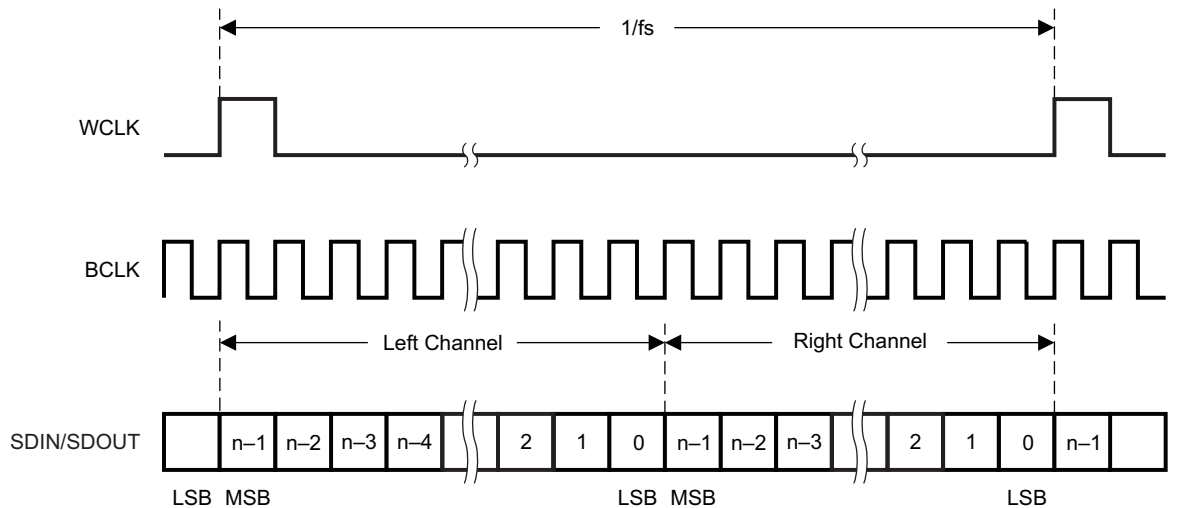 1/fs
WCLK
BCLK
Left Channel Right Channel
SDIN/SDOUT n–1 n–2 n–3 n–4 2 1 0 n–1 n–2 n–3 2 1 0 n–1
LSB MSB LSB MSB LSB